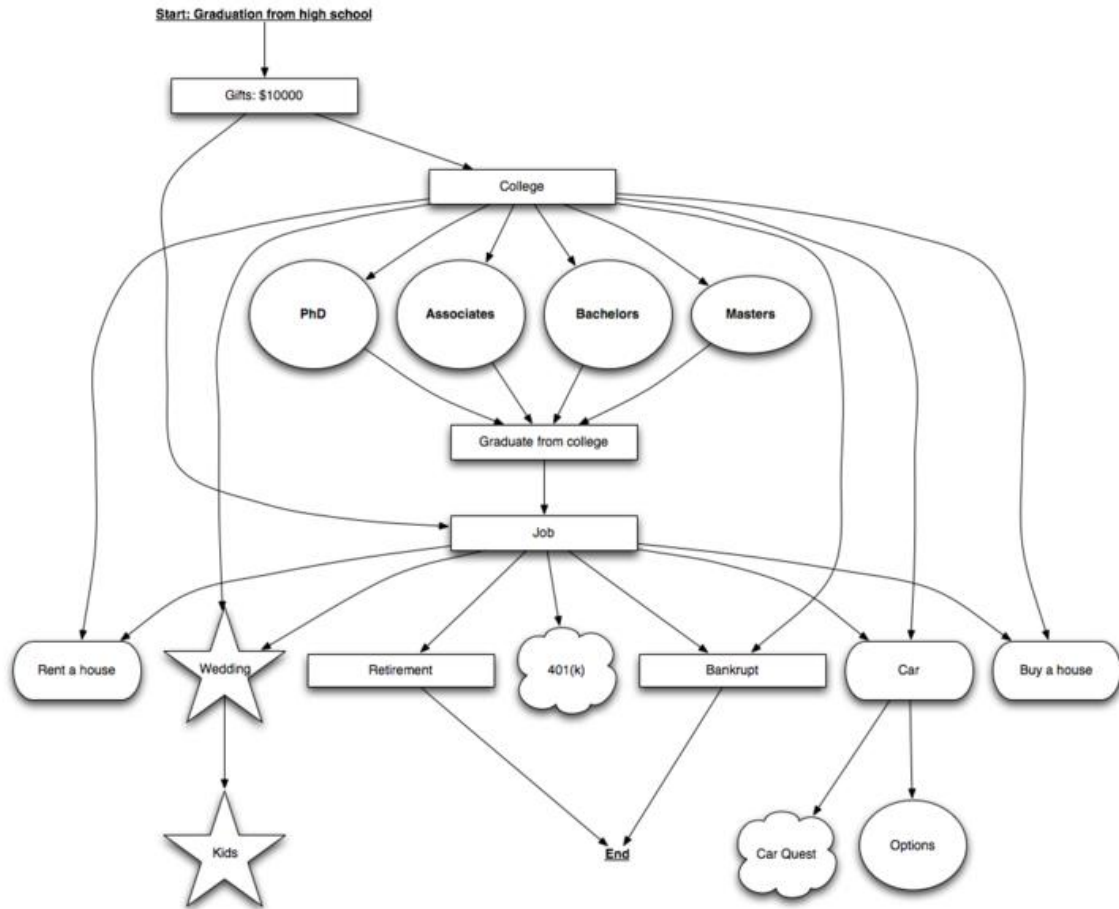 Start: Graduation from high school
Gifts: $10000
College
PhD
Associates
Bachelors
Masters
Graduate from college
Job
Rent a house
Wedding
Retirement
401(k)
Bankrupt
Car
Buy a house
Kids
End
Car Quest
Options